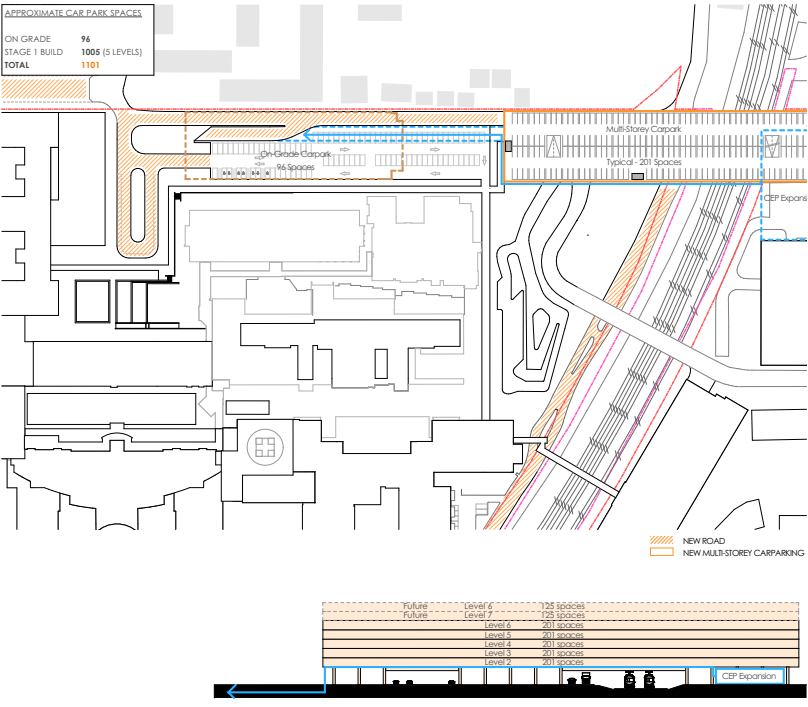 APPROXIMATE CAR PARK SPACES
ON GRADE 96
STAGE 1 BUILD 1005 (5 LEVELS)
TOTAL 1101
Multi-Storey Carpark
Typical - 201 Spaces
On-Grade Carpark
96 Spaces
CEP Expans
NEW ROAD
NEW MULTI-STOREY CARPARKING
Future Level 6 125 spaces
Future Level 7 125 spaces
Level 6 201 spaces
Level 5 201 spaces
Level 4 201 spaces
Level 3 201 spaces
Level 2 201 spaces
CEP Expansion